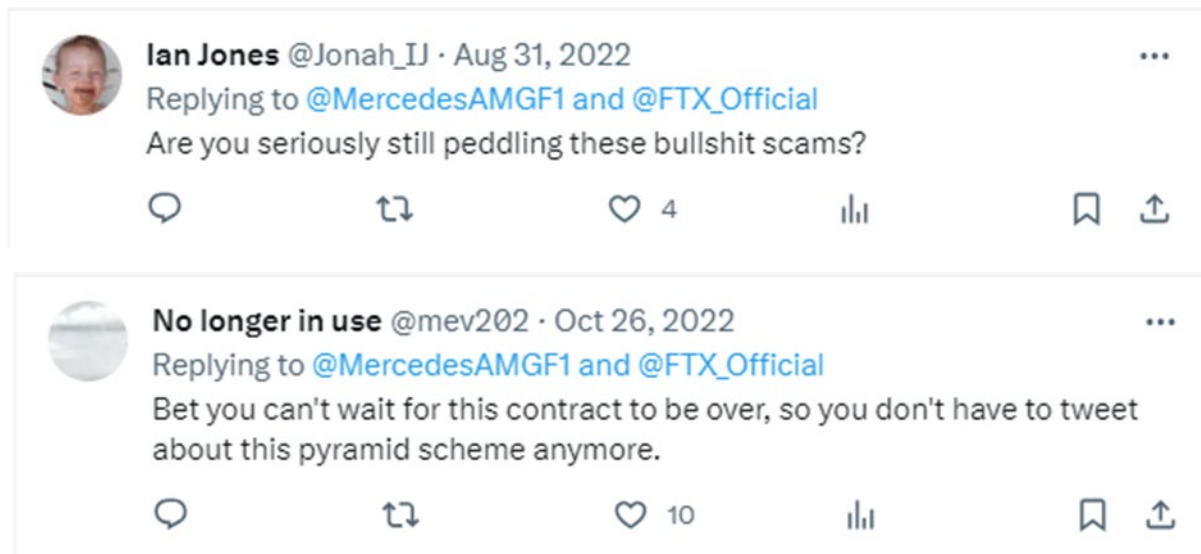 Ian Jones @Jonah_IJ · Aug 31, 2022
Replying to @MercedesAMGF1 and @FTX_Official
Are you seriously still peddling these bullshit scams?
4
No longer in use @mev202 · Oct 26, 2022
Replying to @MercedesAMGF1 and @FTX_Official
Bet you can't wait for this contract to be over, so you don't have to tweet
about this pyramid scheme anymore.
10